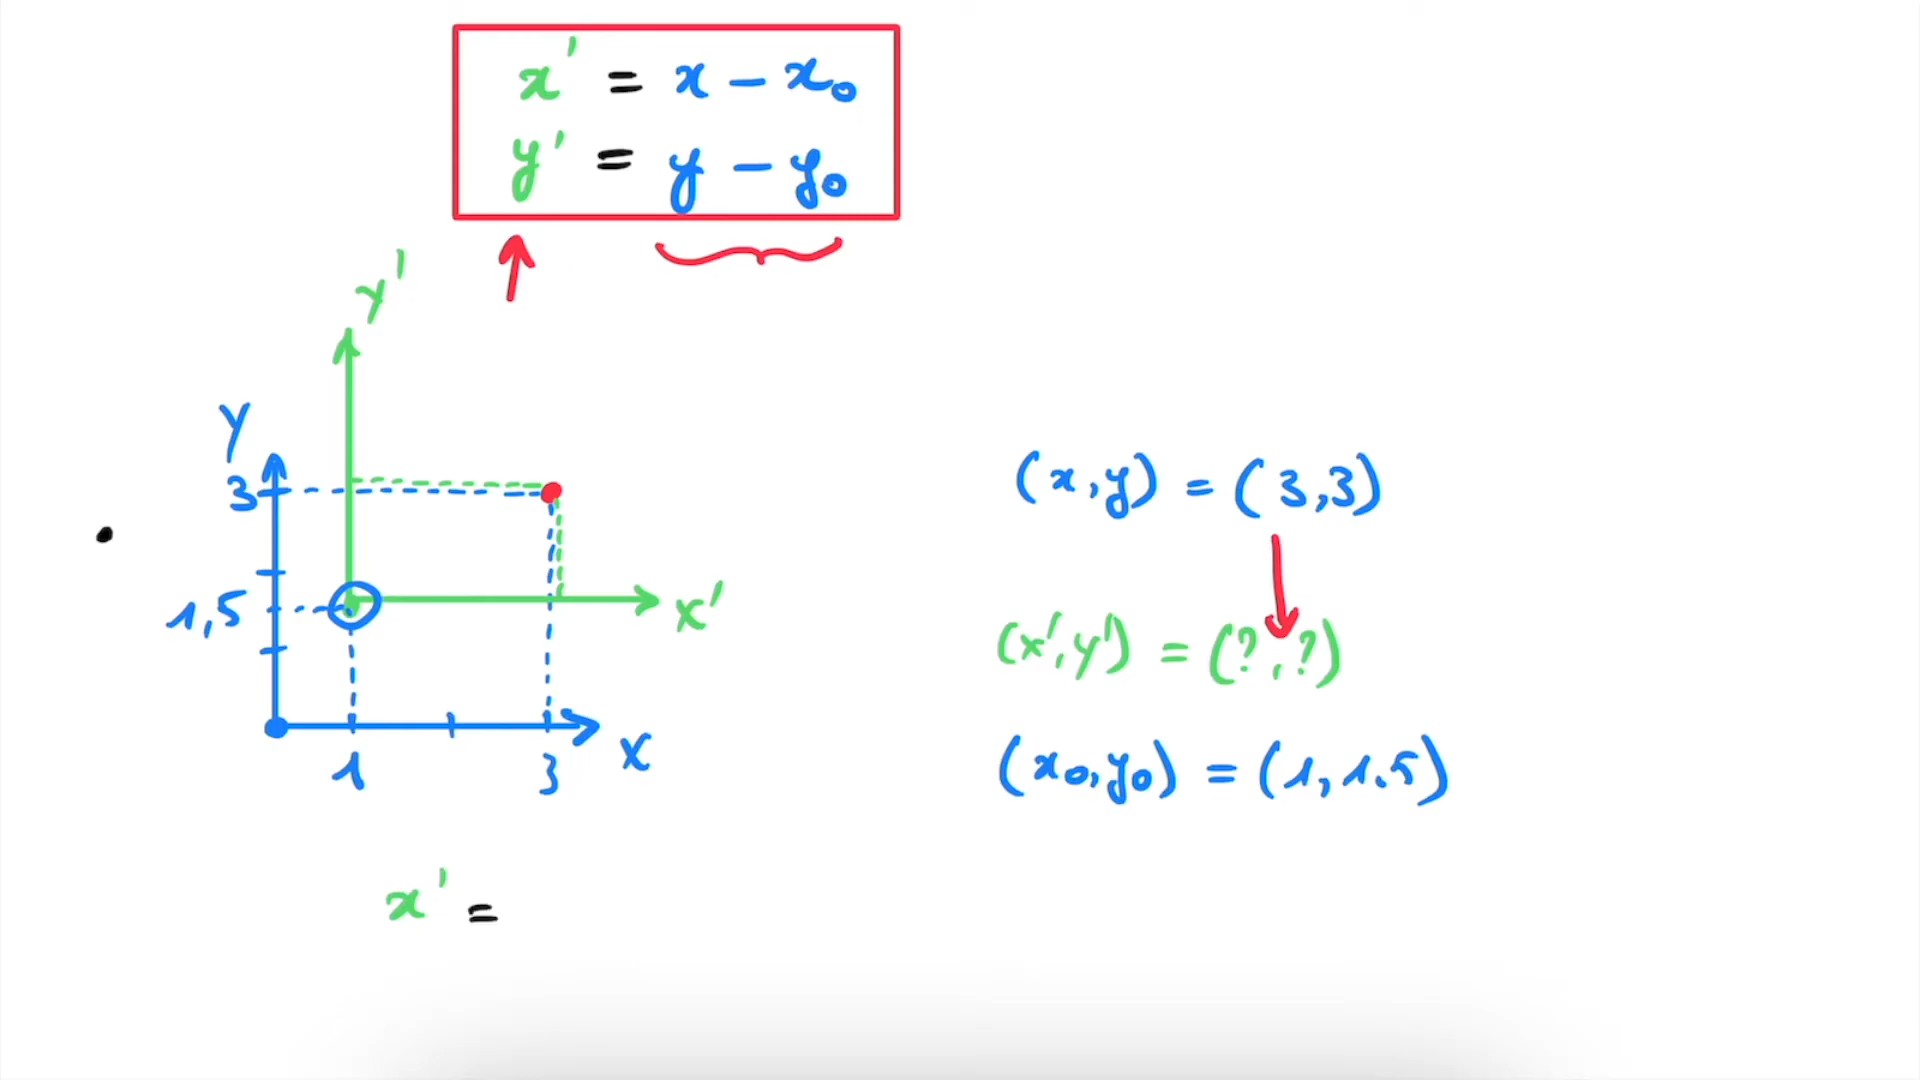 x' = x - x₀
y' = y - y₀
y'
y
3
(x,y) = (3,3)
1,5
x'
(x',y') = (?,?)
x
1
3
(x₀,y₀) = (1,1.5)
x' =